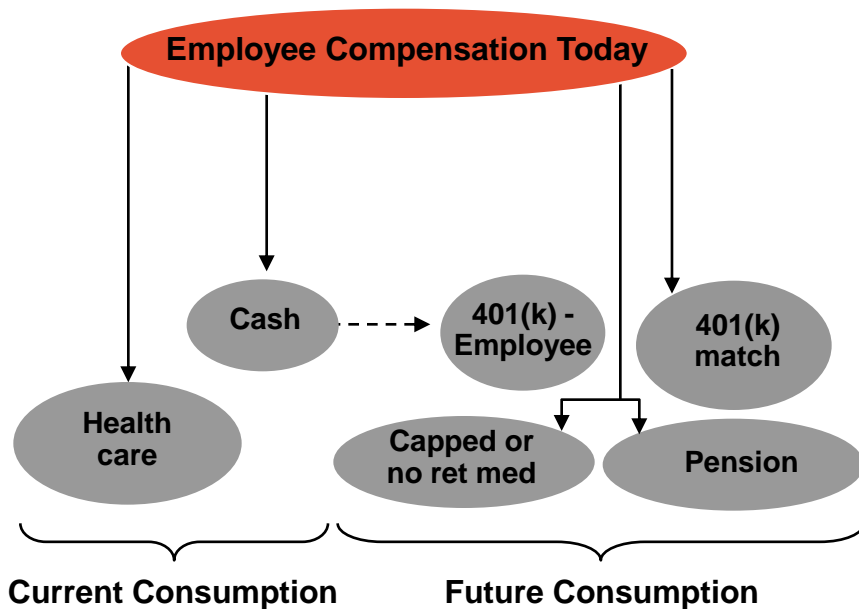 Employee Compensation Today
Cash
401(k) -
Employee
401(k)
match
Health
care
Capped or
no ret med
Pension
Current Consumption
Future Consumption